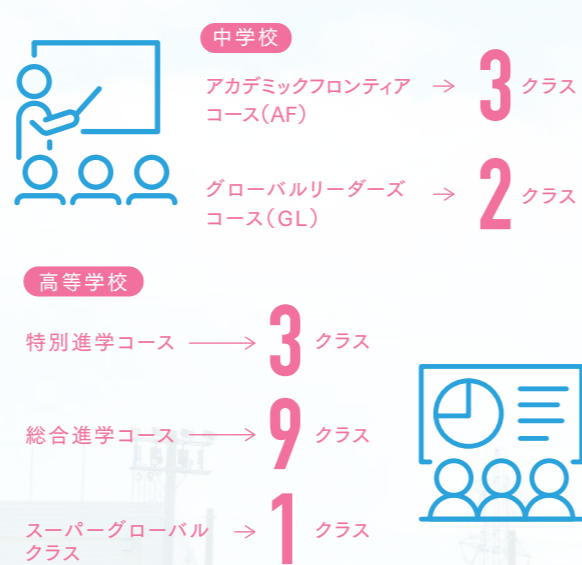 中学校
アカデミックフロンティア → 3 クラス
コース(AF)
グローバルリーダーズ → 2 クラス
コース(GL)
高等学校
特別進学コース → 3 クラス
総合進学コース → 9 クラス
スーパーグローバル → 1 クラス
クラス